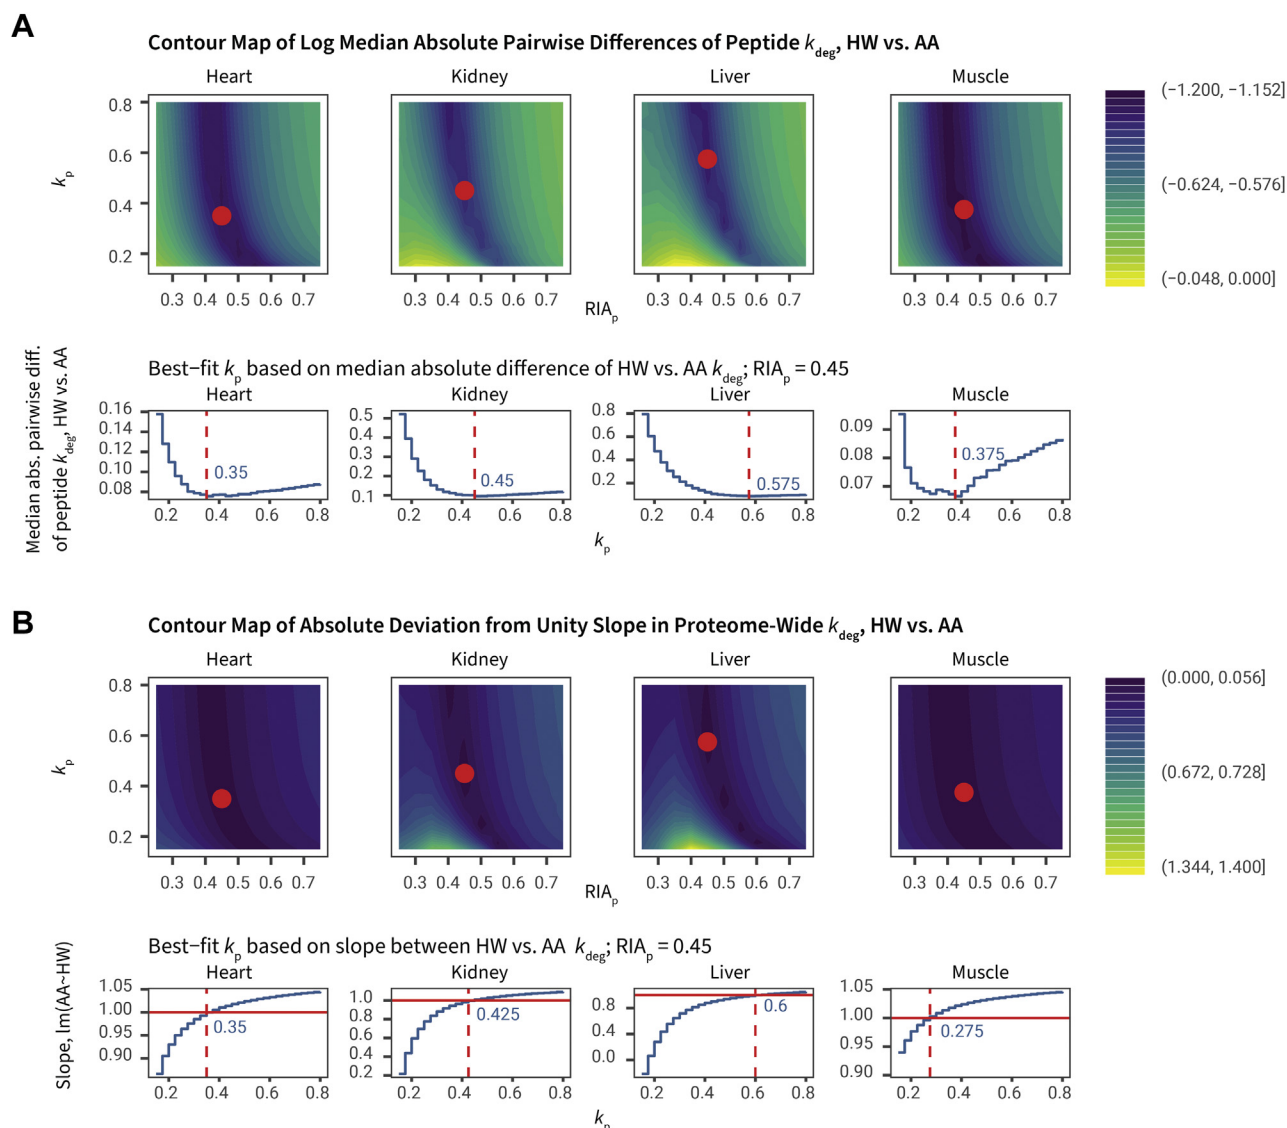 A
Contour Map of Log Median Absolute Pairwise Differences of Peptide kdeg, HW vs. AA
Heart Kidney Liver Muscle
0.8
0.6
0.4
0.2
kp
0.3 0.4 0.5 0.6 0.7 0.3 0.4 0.5 0.6 0.7 0.3 0.4 0.5 0.6 0.7 0.3 0.4 0.5 0.6 0.7
RIAp
(−1.200, −1.152]
(−0.624, −0.576]
(−0.048, 0.000]
Best−fit kp based on median absolute difference of HW vs. AA kdeg; RIAp = 0.45
Heart Kidney Liver Muscle
Median abs. pairwise diff.
of peptide kdeg, HW vs. AA
0.16
0.14
0.12
0.10
0.08
0.35
0.2 0.4 0.6 0.8
0.5
0.4
0.3
0.2
0.1
0.45
0.2 0.4 0.6 0.8
0.8
0.6
0.4
0.2
0.575
0.2 0.4 0.6 0.8
0.09
0.08
0.07
0.375
0.2 0.4 0.6 0.8
kp
B
Contour Map of Absolute Deviation from Unity Slope in Proteome-Wide kdeg, HW vs. AA
Heart Kidney Liver Muscle
0.8
0.6
0.4
0.2
kp
0.3 0.4 0.5 0.6 0.7 0.3 0.4 0.5 0.6 0.7 0.3 0.4 0.5 0.6 0.7 0.3 0.4 0.5 0.6 0.7
RIAp
(0.000, 0.056]
(0.672, 0.728]
(1.344, 1.400]
Best−fit kp based on slope between HW vs. AA kdeg; RIAp = 0.45
Heart Kidney Liver Muscle
Slope, lm(AA~HW)
1.05
1.00
0.95
0.90
0.35
0.2 0.4 0.6 0.8
1.0
0.8
0.6
0.4
0.2
0.425
0.2 0.4 0.6 0.8
0.8
0.4
0.0
0.6
0.2 0.4 0.6 0.8
1.05
1.00
0.95
0.90
0.275
0.2 0.4 0.6 0.8
kp